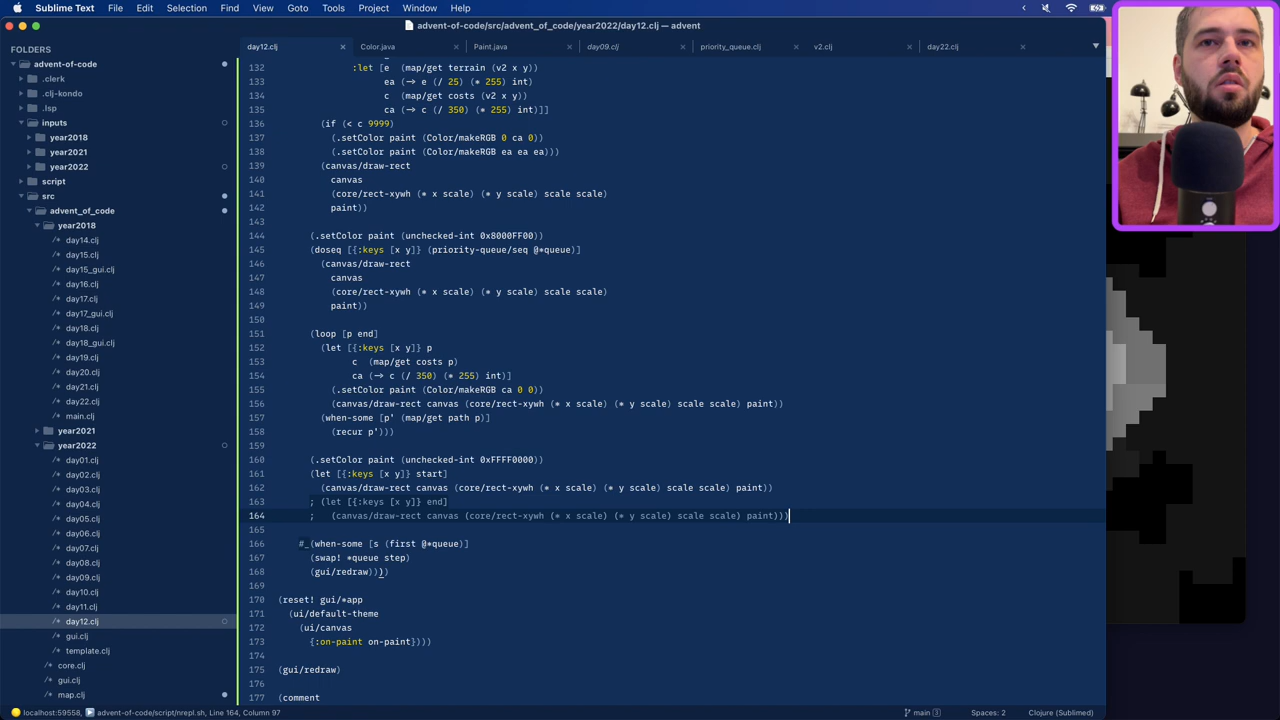 Sublime Text File Edit Selection Find View Goto Tools Project Window Help
advent-of-code/src/advent_of_code/year2022/day12.clj — advent
FOLDERS
advent-of-code
.clerk
.clj-kondo
.lsp
inputs
year2018
year2021
year2022
script
src
advent_of_code
year2018
day14.clj
day15.clj
day15_gui.clj
day16.clj
day17.clj
day17_gui.clj
day18.clj
day18_gui.clj
day19.clj
day20.clj
day21.clj
day22.clj
main.clj
year2021
year2022
day01.clj
day02.clj
day03.clj
day04.clj
day05.clj
day06.clj
day07.clj
day08.clj
day09.clj
day10.clj
day11.clj
day12.clj
gui.clj
template.clj
core.clj
gui.clj
map.clj
day12.clj Color.java Paint.java day09.clj priority_queue.clj v2.clj day22.clj
132 :let [e (map/get terrain (v2 x y))
133 ea (-> e (/ 25) (* 255) int)
134 c (map/get costs (v2 x y))
135 ca (-> c (/ 350) (* 255) int)]]
136 (if (< c 9999)
137 (.setColor paint (Color/makeRGB 0 ca 0))
138 (.setColor paint (Color/makeRGB ea ea ea)))
139 (canvas/draw-rect
140 canvas
141 (core/rect-xywh (* x scale) (* y scale) scale scale)
142 paint))
143
144 (.setColor paint (unchecked-int 0x8000FF00))
145 (doseq [{:keys [x y]} (priority-queue/seq @*queue)]
146 (canvas/draw-rect
147 canvas
148 (core/rect-xywh (* x scale) (* y scale) scale scale)
149 paint))
150
151 (loop [p end]
152 (let [{:keys [x y]} p
153 c (map/get costs p)
154 ca (-> c (/ 350) (* 255) int)]
155 (.setColor paint (Color/makeRGB ca 0 0))
156 (canvas/draw-rect canvas (core/rect-xywh (* x scale) (* y scale) scale scale) paint))
157 (when-some [p' (map/get path p)]
158 (recur p')))
159
160 (.setColor paint (unchecked-int 0xFFFF0000))
161 (let [{:keys [x y]} start]
162 (canvas/draw-rect canvas (core/rect-xywh (* x scale) (* y scale) scale scale) paint))
163 ; (let [{:keys [x y]} end]
164 ; (canvas/draw-rect canvas (core/rect-xywh (* x scale) (* y scale) scale scale) paint)))
165
166 #_(when-some [s (first @*queue)]
167 (swap! *queue step)
168 (gui/redraw)))
169
170 (reset! gui/*app
171 (ui/default-theme
172 (ui/canvas
173 {:on-paint on-paint})))
174
175 (gui/redraw)
176
177 (comment
localhost:59558, advent-of-code/script/nrepl.sh, Line 164, Column 97
main 3 Spaces: 2 Clojure (Sublimed)